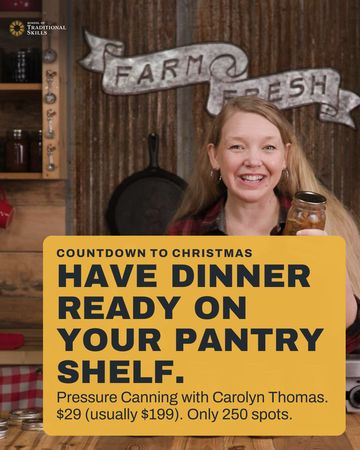 SCHOOL OF
TRADITIONAL
SKILLS
FARM
FRESH
COUNTDOWN TO CHRISTMAS
HAVE DINNER
READY ON
YOUR PANTRY
SHELF.
Pressure Canning with Carolyn Thomas.
$29 (usually $199). Only 250 spots.